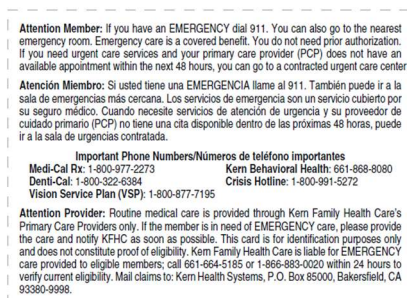 Attention Member: If you have an EMERGENCY dial 911. You can also go to the nearest
emergency room. Emergency care is a covered benefit. You do not need prior authorization.
If you need urgent care services and your primary care provider (PCP) does not have an
available appointment within the next 48 hours, you can go to a contracted urgent care center
Atención Miembro: Si usted tiene una EMERGENCIA llame al 911. También puede ir a la
sala de emergencias más cercana. Los servicios de emergencia son un servicio cubierto por
su seguro médico. Cuando necesite servicios de atención de urgencia y su proveedor de
cuidado primario (PCP) no tiene una cita disponible dentro de las próximas 48 horas, puede
ir a la sala de urgencias contratada.
Important Phone Numbers/Números de teléfono importantes
Medi-Cal Rx: 1-800-977-2273 Kern Behavioral Health: 661-868-8080
Denti-Cal: 1-800-322-6384 Crisis Hotline: 1-800-991-5272
Vision Service Plan (VSP): 1-800-877-7195
Attention Provider: Routine medical care is provided through Kern Family Health Care's
Primary Care Providers only. If the member is in need of EMERGENCY care, please provide
the care and notify KFHC as soon as possible. This card is for identification purposes only
and does not constitute proof of eligibility. Kern Family Health Care is liable for EMERGENCY
care provided to eligible members; call 661-664-5185 or 1-866-883-0020 within 24 hours to
verify current eligibility. Mail claims to: Kern Health Systems, P.O. Box 85000, Bakersfield, CA
93380-9998.